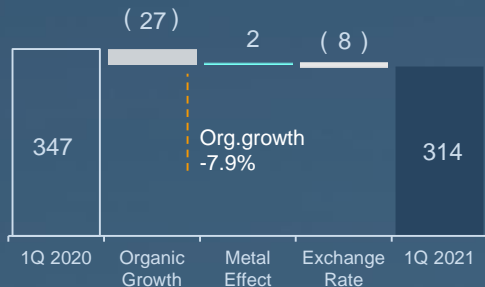 ( 27 )
2
( 8 )
347
Org.growth
-7.9%
314
1Q 2020
Organic
Growth
Metal
Effect
Exchange
Rate
1Q 2021